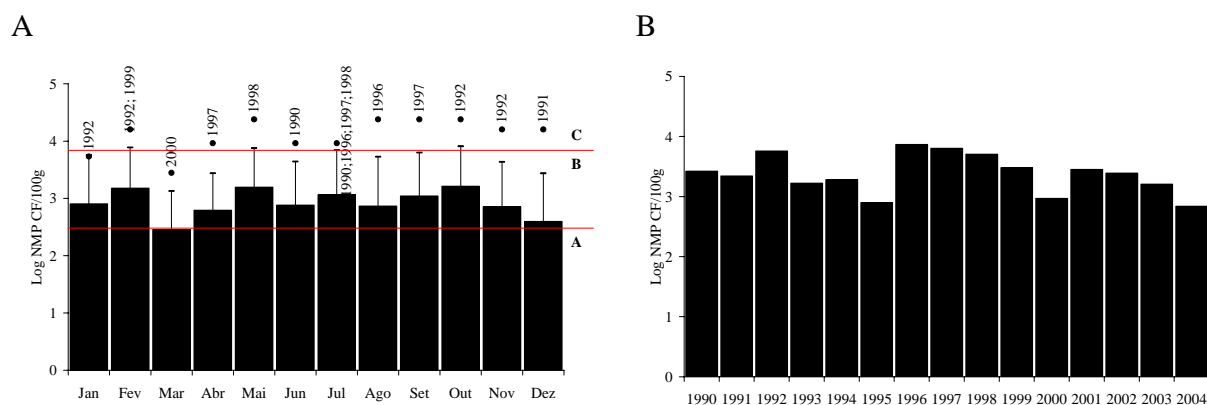 A
B
Log NMP CF/100g
5
4
3
2
1
0
1992
1992; 1999
2000
1997
1998
1990
1990;1996;1997;1998
1996
1997
1992
1992
1991
C
B
A
Jan Fev Mar Abr Mai Jun Jul Ago Set Out Nov Dez
Log NMP CF/100g
5
4
3
2
1
0
1990 1991 1992 1993 1994 1995 1996 1997 1998 1999 2000 2001 2002 2003 2004